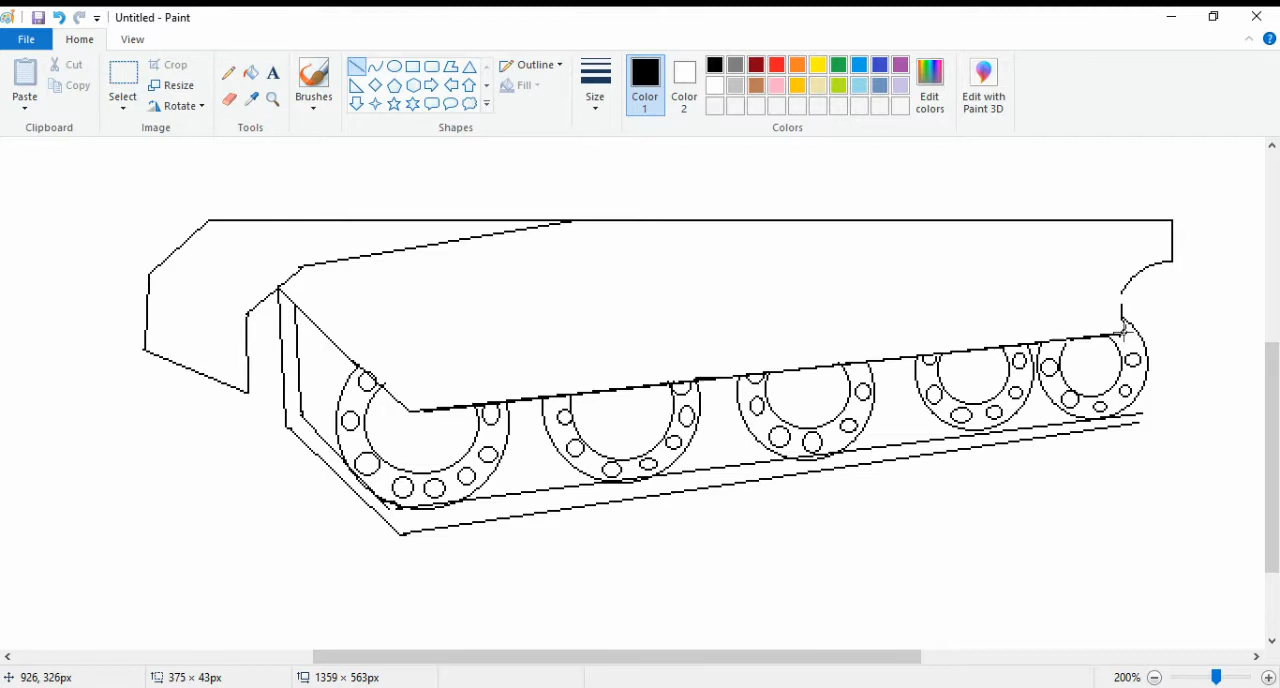 Untitled - Paint
File Home View
Paste
Cut
Copy
Clipboard
Select
Crop
Resize
Rotate
Image
A
Tools
Brushes
Outline
Fill
Shapes
Size
Color 1
Color 2
Edit colors
Colors
Edit with Paint 3D
926, 326px
375 × 43px
1359 × 563px
200%